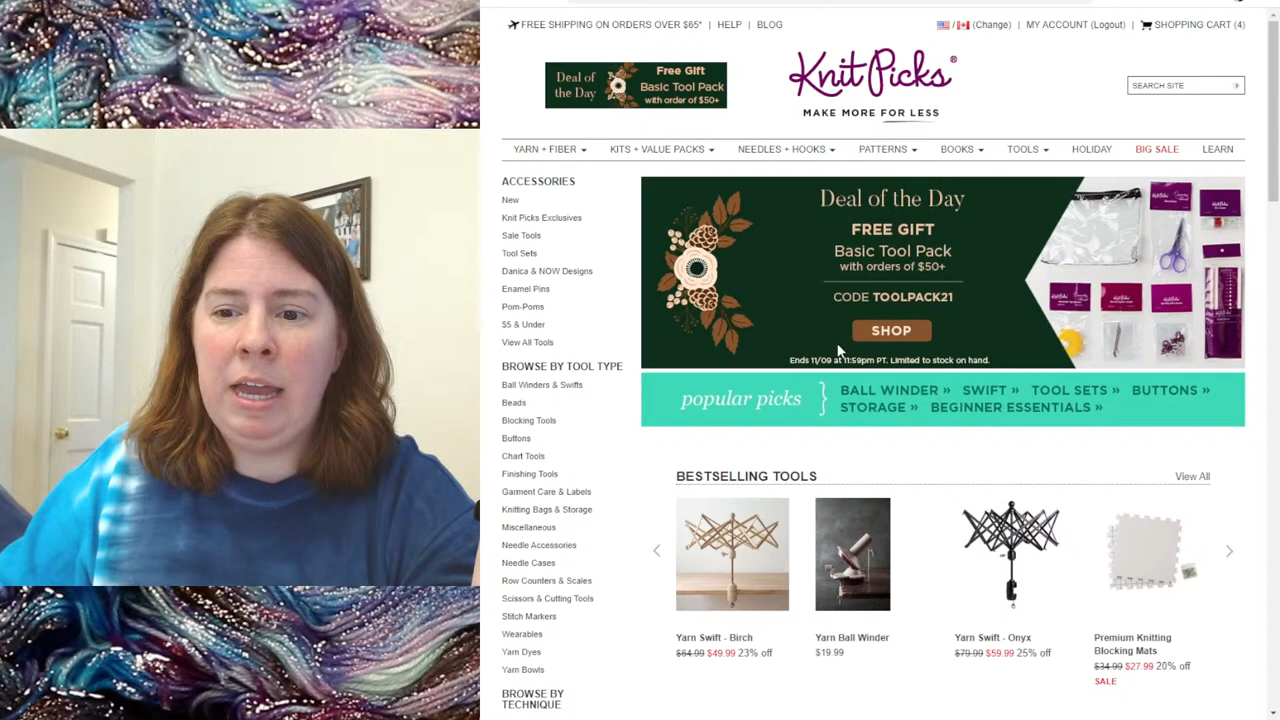 FREE SHIPPING ON ORDERS OVER $65* | HELP | BLOG
/ (Change) | MY ACCOUNT (Logout) | SHOPPING CART (4)
Deal of the Day
Free Gift
Basic Tool Pack
with order of $50+
KnitPicks®
MAKE MORE FOR LESS
SEARCH SITE
YARN + FIBER KITS + VALUE PACKS NEEDLES + HOOKS PATTERNS BOOKS TOOLS HOLIDAY BIG SALE LEARN
ACCESSORIES
New
Knit Picks Exclusives
Sale Tools
Tool Sets
Danica & NOW Designs
Enamel Pins
Pom-Poms
$5 & Under
View All Tools
BROWSE BY TOOL TYPE
Ball Winders & Swifts
Beads
Blocking Tools
Buttons
Chart Tools
Finishing Tools
Garment Care & Labels
Knitting Bags & Storage
Miscellaneous
Needle Accessories
Needle Cases
Row Counters & Scales
Scissors & Cutting Tools
Stitch Markers
Wearables
Yarn Dyes
Yarn Bowls
BROWSE BY
TECHNIQUE
Deal of the Day
FREE GIFT
Basic Tool Pack
with orders of $50+
CODE TOOLPACK21
SHOP
Ends 11/09 at 11:59pm PT. Limited to stock on hand.
popular picks
BALL WINDER » SWIFT » TOOL SETS » BUTTONS »
STORAGE » BEGINNER ESSENTIALS »
BESTSELLING TOOLS
View All
Yarn Swift - Birch
$64.99 $49.99 23% off
Yarn Ball Winder
$19.99
Yarn Swift - Onyx
$79.99 $59.99 25% off
Premium Knitting
Blocking Mats
$34.99 $27.99 20% off
SALE